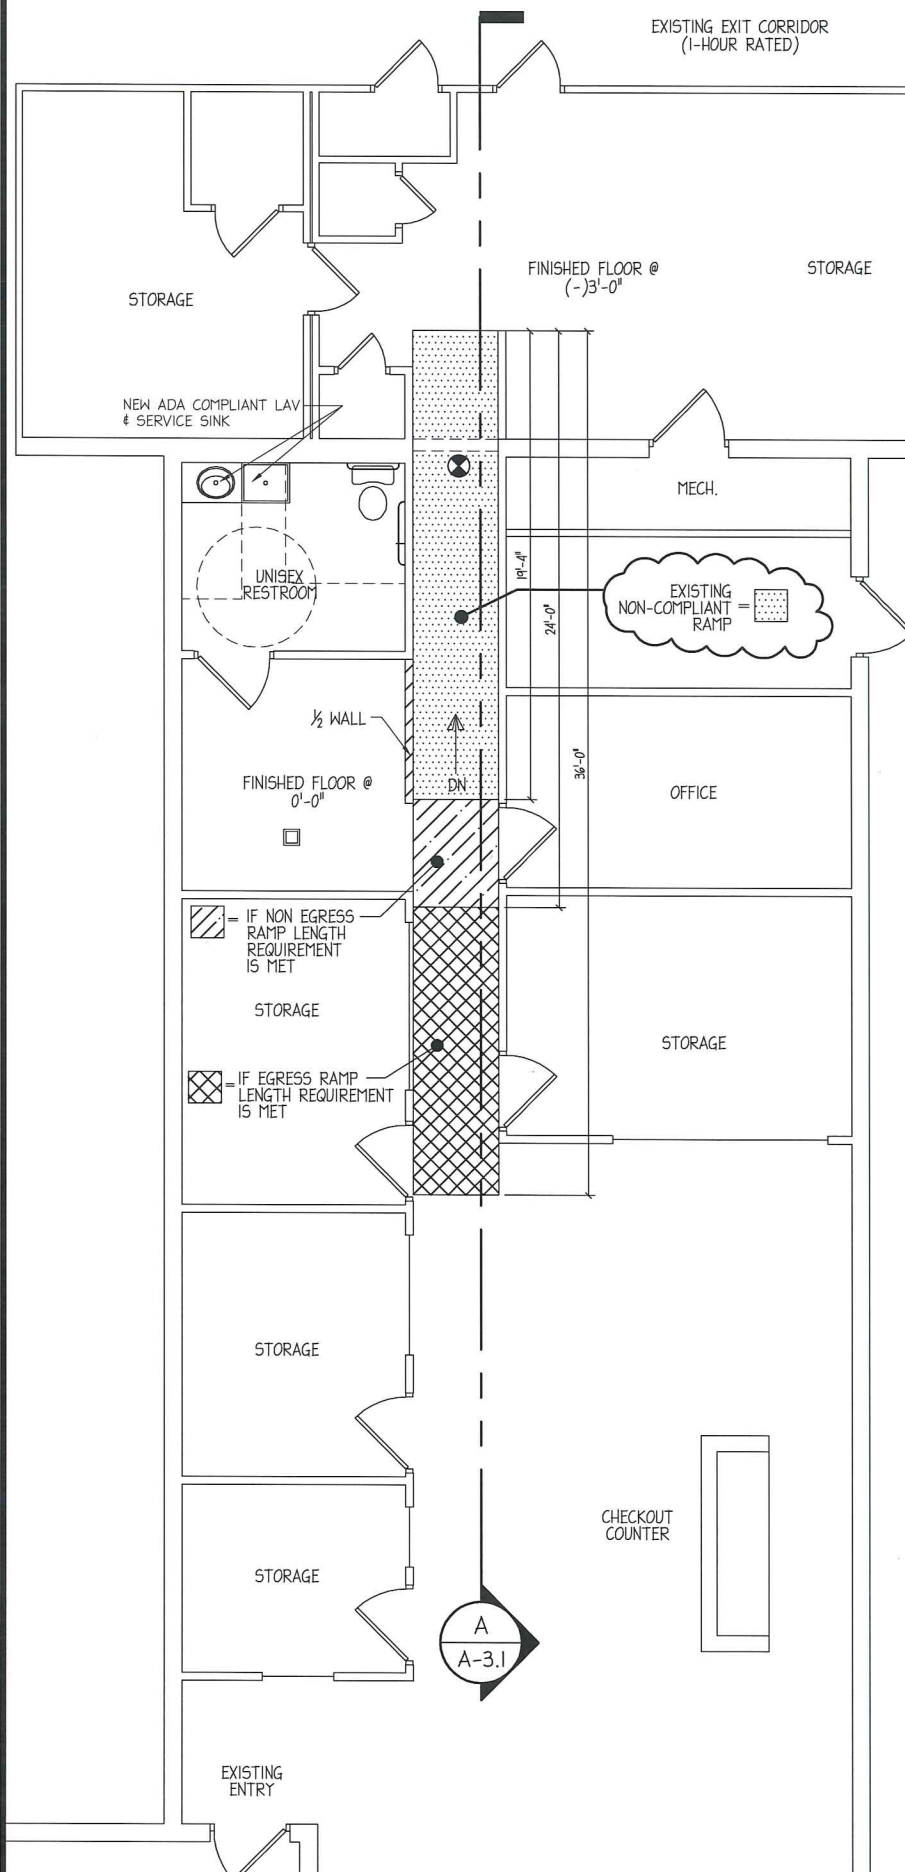 EXISTING EXIT CORRIDOR
(1-HOUR RATED)
FINISHED FLOOR @
(-)3'-0"
STORAGE
STORAGE
NEW ADA COMPLIANT LAV
& SERVICE SINK
MECH.
UNISEX
RESTROOM
19'-4"
24'-0"
36'-0"
EXISTING
NON-COMPLIANT =
RAMP
½ WALL
DN
FINISHED FLOOR @
0'-0"
OFFICE
= IF NON EGRESS
RAMP LENGTH
REQUIREMENT
IS MET
STORAGE
STORAGE
= IF EGRESS RAMP
LENGTH REQUIREMENT
IS MET
STORAGE
CHECKOUT
COUNTER
STORAGE
A
A-3.1
EXISTING
ENTRY